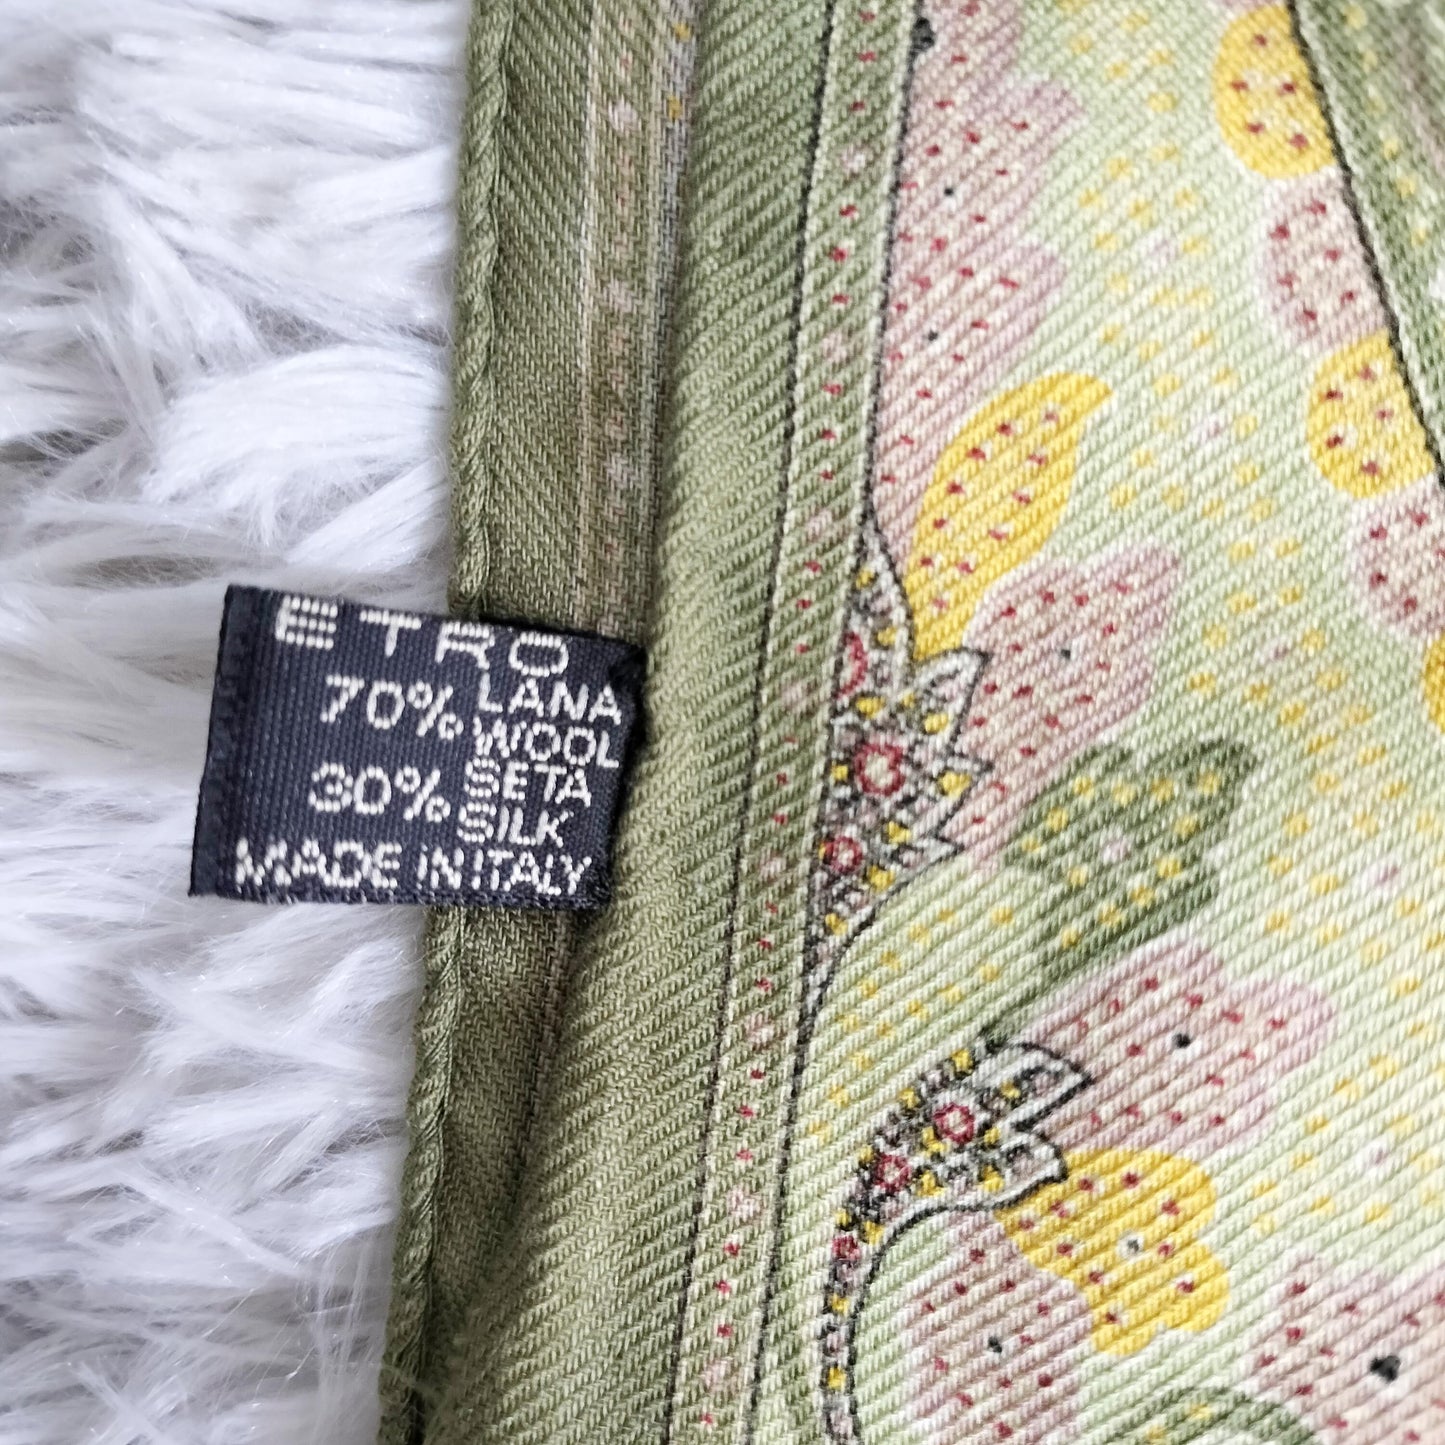 ETRO
70% LANA
WOOL
30% SETA
SILK
MADE iN ITALY